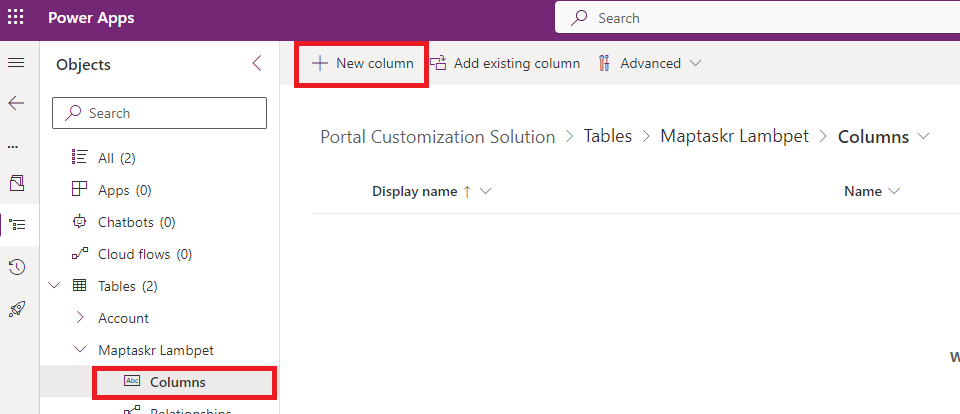 Power Apps
Search
Objects
New column
Add existing column
Advanced
Search
Portal Customization Solution > Tables > Maptaskr Lambpet > Columns
All (2)
Apps (0)
Display name ↑
Name
Chatbots (0)
Cloud flows (0)
Tables (2)
Account
Maptaskr Lambpet
W
Abc Columns
Relationships